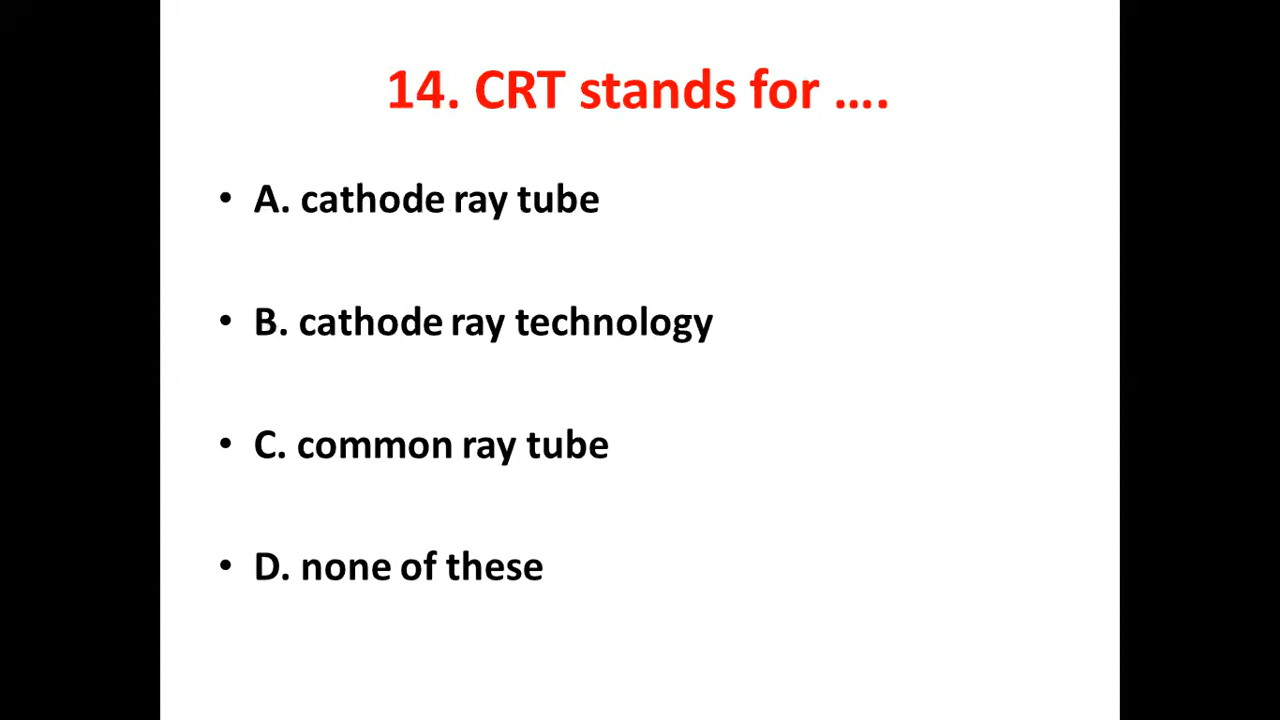 14. CRT stands for ....
• A. cathode ray tube
• B. cathode ray technology
• C. common ray tube
• D. none of these